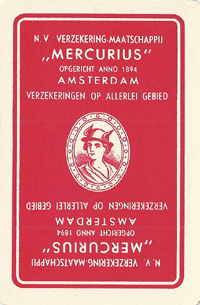 N.V. VERZEKERING-MAATSCHAPPIJ
„MERCURIUS”
OPGERICHT ANNO 1894
AMSTERDAM
VERZEKERINGEN OP ALLERLEI GEBIED
VERZEKERINGEN OP ALLERLEI GEBIED
AMSTERDAM
OPGERICHT ANNO 1894
„MERCURIUS”
N.V. VERZEKERING-MAATSCHAPPIJ